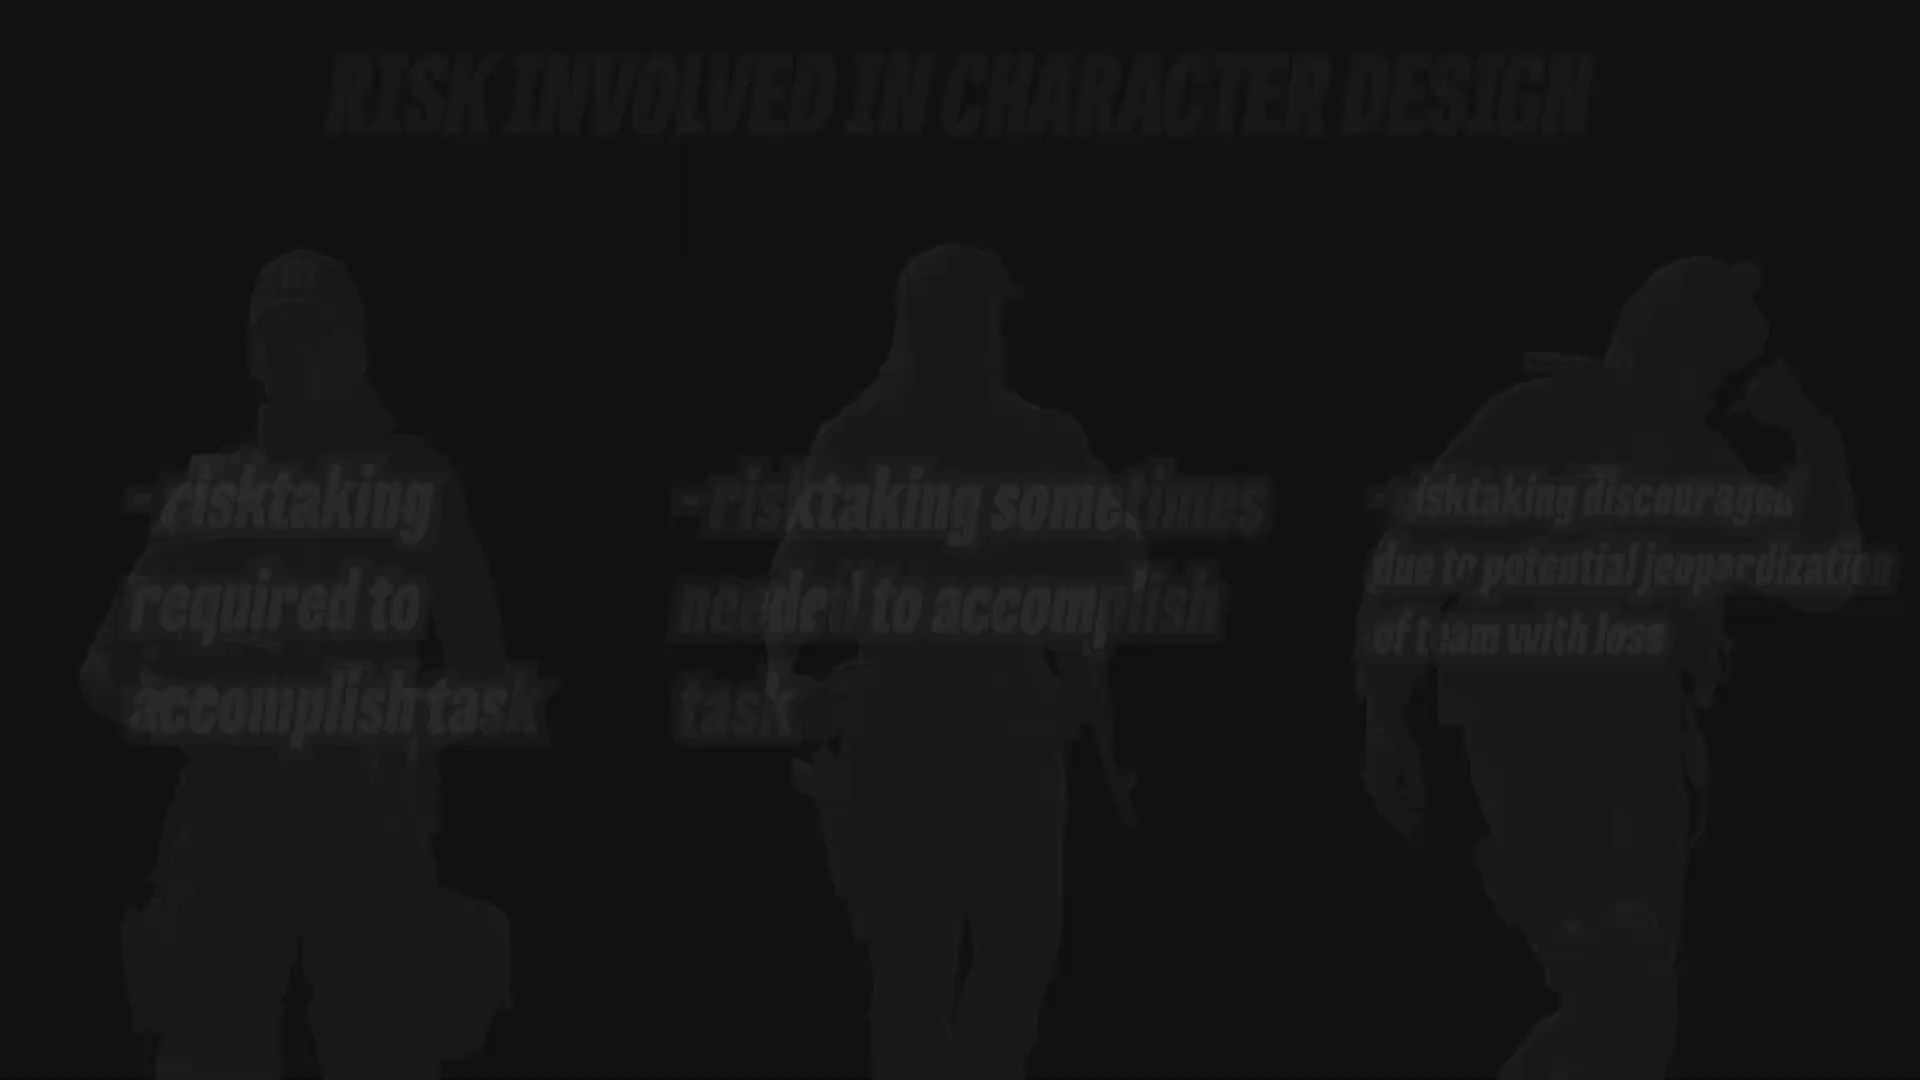 RISK INVOLVED IN CHARACTER DESIGN
- risktaking
required to
accomplish task
- risktaking sometimes
needed to accomplish
task
- risktaking discouraged
due to potential jeopardization
of team with loss